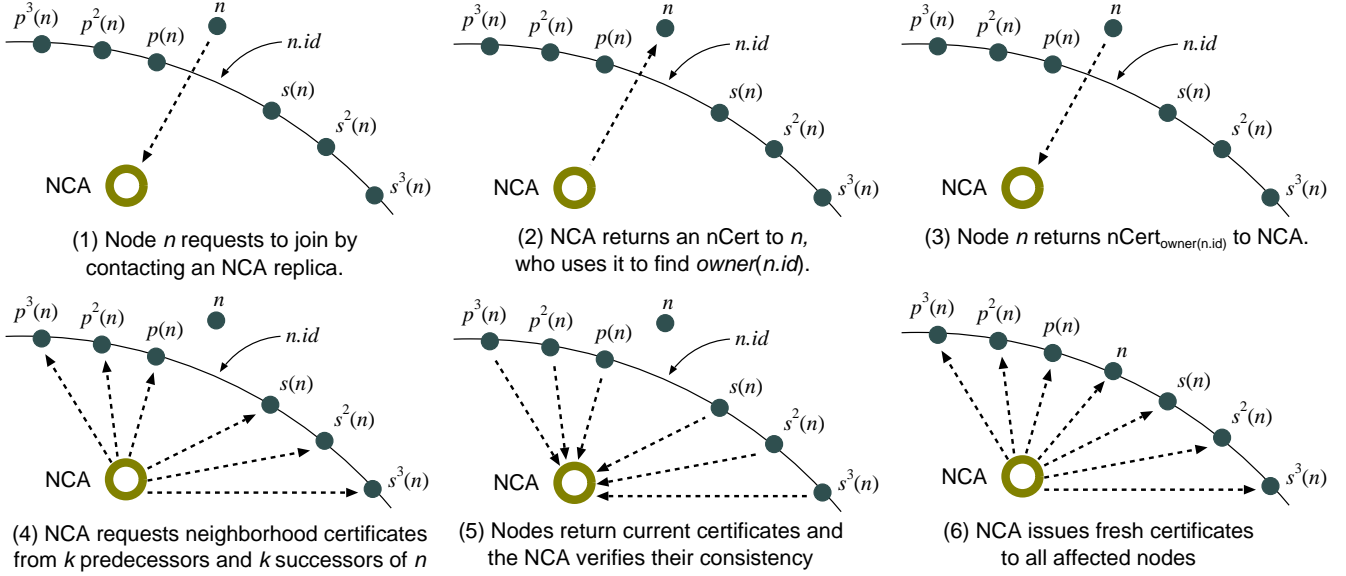 p³(n) p²(n) p(n) n n.id s(n) s²(n) s³(n) NCA
(1) Node n requests to join by
contacting an NCA replica.
p³(n) p²(n) p(n) n n.id s(n) s²(n) s³(n) NCA
(2) NCA returns an nCert to n,
who uses it to find owner(n.id).
p³(n) p²(n) p(n) n n.id s(n) s²(n) s³(n) NCA
(3) Node n returns nCert_owner(n.id) to NCA.
p³(n) p²(n) p(n) n n.id s(n) s²(n) s³(n) NCA
(4) NCA requests neighborhood certificates
from k predecessors and k successors of n
p³(n) p²(n) p(n) n n.id s(n) s²(n) s³(n) NCA
(5) Nodes return current certificates and
the NCA verifies their consistency
p³(n) p²(n) p(n) n s(n) s²(n) s³(n) NCA
(6) NCA issues fresh certificates
to all affected nodes